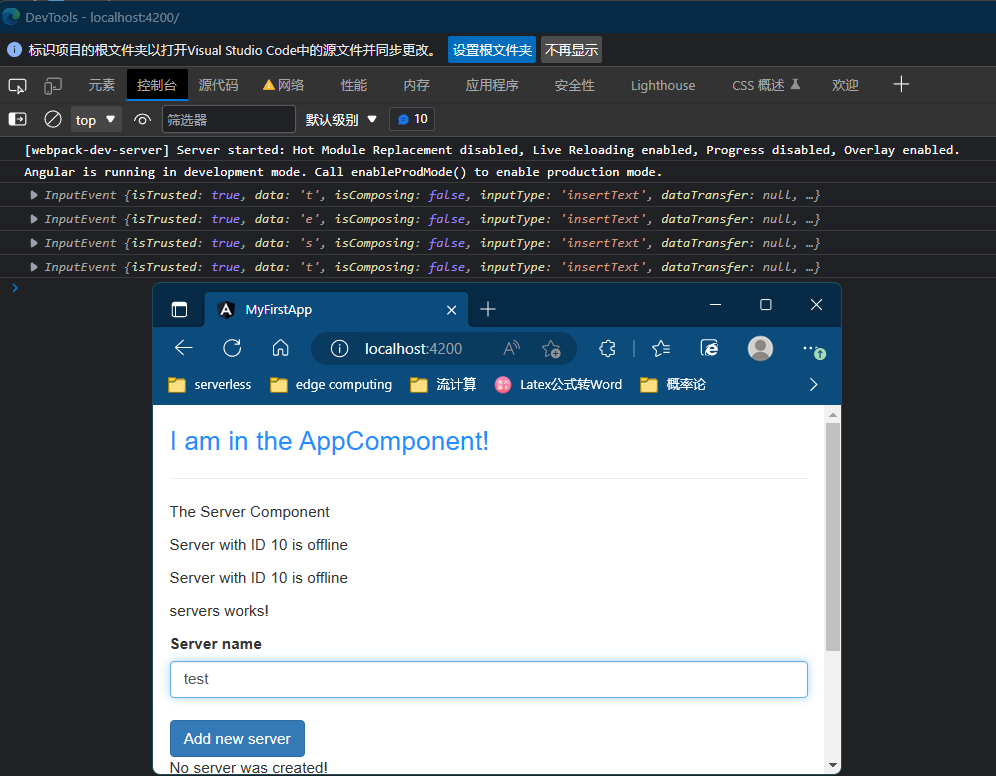 DevTools - localhost:4200/
标识项目的根文件夹以打开Visual Studio Code中的源文件并同步更改。 设置根文件夹 不再显示
元素 控制台 源代码 网络 性能 内存 应用程序 安全性 Lighthouse CSS 概述 欢迎
top 筛选器 默认级别 10
[webpack-dev-server] Server started: Hot Module Replacement disabled, Live Reloading enabled, Progress disabled, Overlay enabled.
Angular is running in development mode. Call enableProdMode() to enable production mode.
InputEvent {isTrusted: true, data: 't', isComposing: false, inputType: 'insertText', dataTransfer: null, …}
InputEvent {isTrusted: true, data: 'e', isComposing: false, inputType: 'insertText', dataTransfer: null, …}
InputEvent {isTrusted: true, data: 's', isComposing: false, inputType: 'insertText', dataTransfer: null, …}
InputEvent {isTrusted: true, data: 't', isComposing: false, inputType: 'insertText', dataTransfer: null, …}
MyFirstApp
localhost:4200
serverless edge computing 流计算 Latex公式转Word 概率论
I am in the AppComponent!
The Server Component
Server with ID 10 is offline
Server with ID 10 is offline
servers works!
Server name
test
Add new server
No server was created!